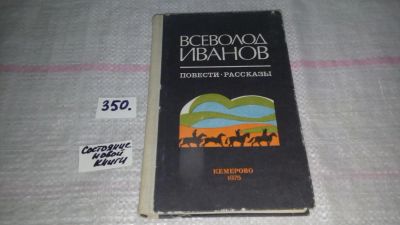 ВСЕВОЛОД
ИВАНОВ
ПОВЕСТИ · РАССКАЗЫ
КЕМЕРОВО
1975
350.
Состояние
новой
книги